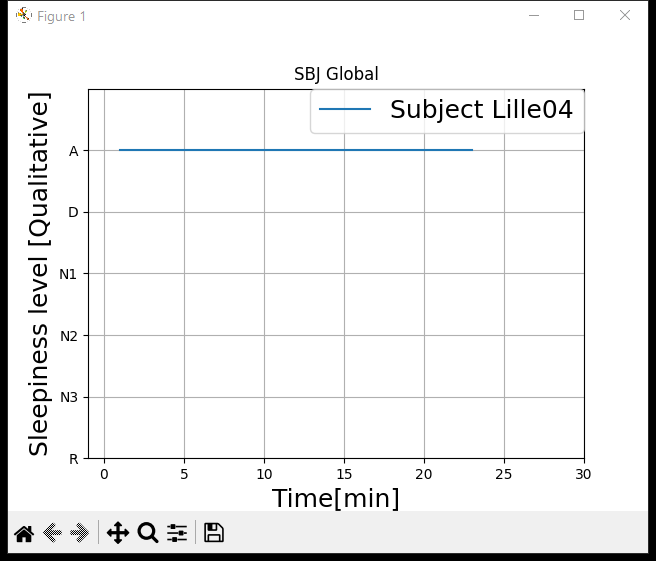 Figure 1
SBJ Global
Subject Lille04
Sleepiness level [Qualitative]
A
D
N1
N2
N3
R
0 5 10 15 20 25 30
Time[min]